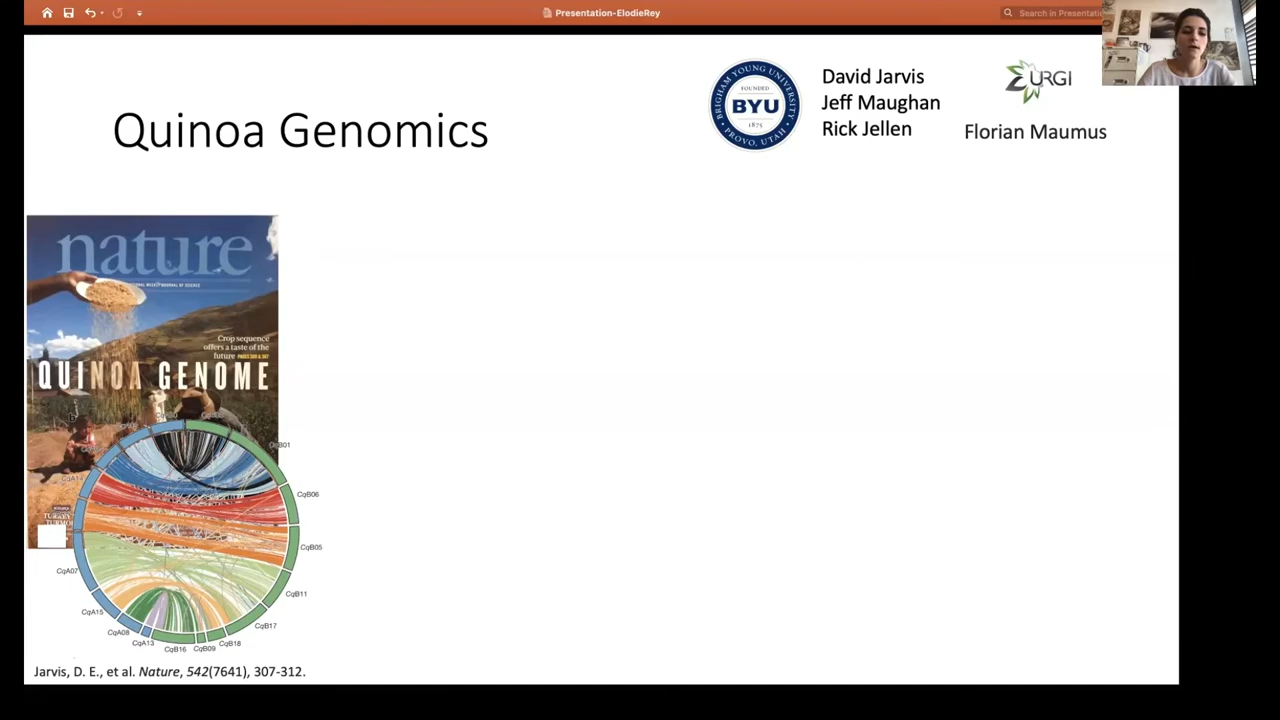 Presentation-ElodieRey
Search in Presentatio
Quinoa Genomics
BRIGHAM YOUNG UNIVERSITY
FOUNDED
BYU
1875
PROVO, UTAH
David Jarvis
Jeff Maughan
Rick Jellen
URGI
Florian Maumus
nature
Crop sequence
offers a taste of the
future
QUINOA GENOME
CqB01
CqB06
CqB05
CqB11
CqB17
CqB18
CqB09
CqB16
CqA13
CqA08
CqA15
CqA07
CqA14
Jarvis, D. E., et al. Nature, 542(7641), 307-312.